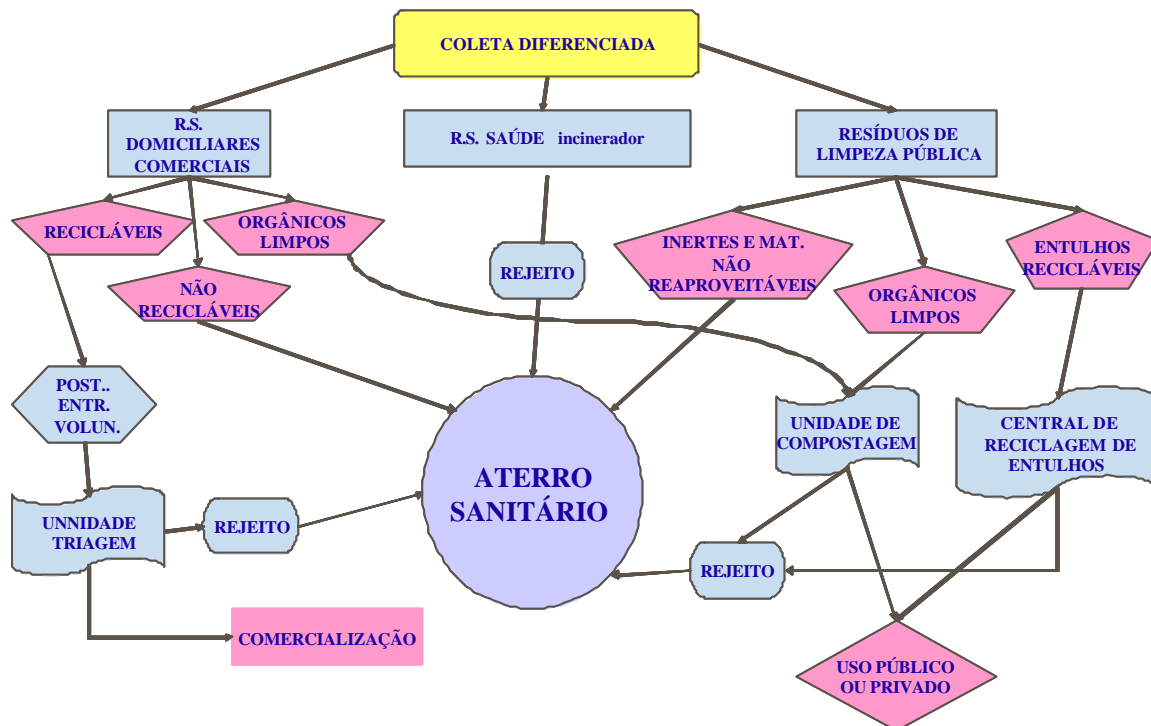 COLETA DIFERENCIADA
R.S.
DOMICILIARES
COMERCIAIS
R.S. SAÚDE incinerador
RESÍDUOS DE
LIMPEZA PÚBLICA
RECICLÁVEIS
ORGÂNICOS
LIMPOS
NÃO
RECICLÁVEIS
REJEITO
INERTES E MAT.
NÃO
REAPROVEITÁVEIS
ORGÂNICOS
LIMPOS
ENTULHOS
RECICLÁVEIS
POST..
ENTR.
VOLUN.
UNIDADE DE
COMPOSTAGEM
CENTRAL DE
RECICLAGEM DE
ENTULHOS
ATERRO
SANITÁRIO
UNNIDADE
TRIAGEM
REJEITO
REJEITO
COMERCIALIZAÇÃO
USO PÚBLICO
OU PRIVADO